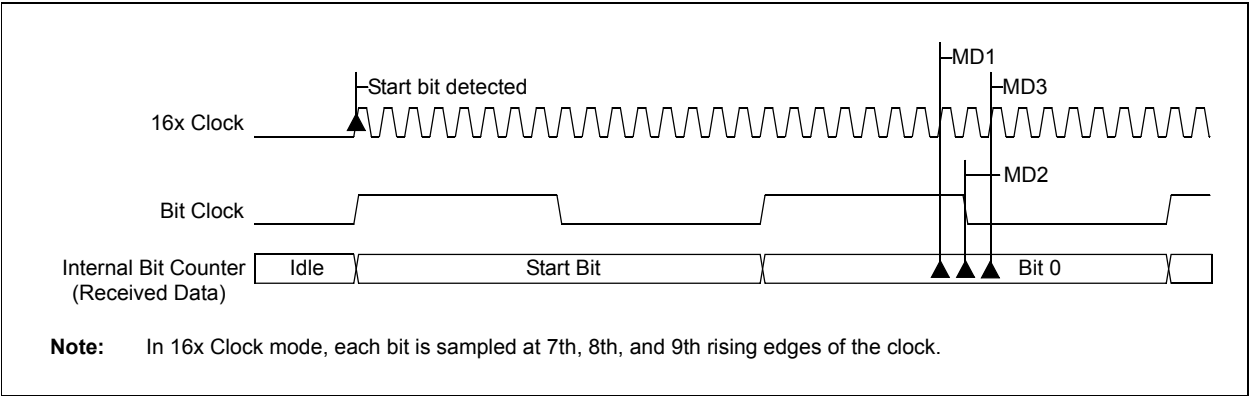 MD1
Start bit detected
MD3
16x Clock
MD2
Bit Clock
Internal Bit Counter
(Received Data)
Idle
Start Bit
Bit 0
Note: In 16x Clock mode, each bit is sampled at 7th, 8th, and 9th rising edges of the clock.